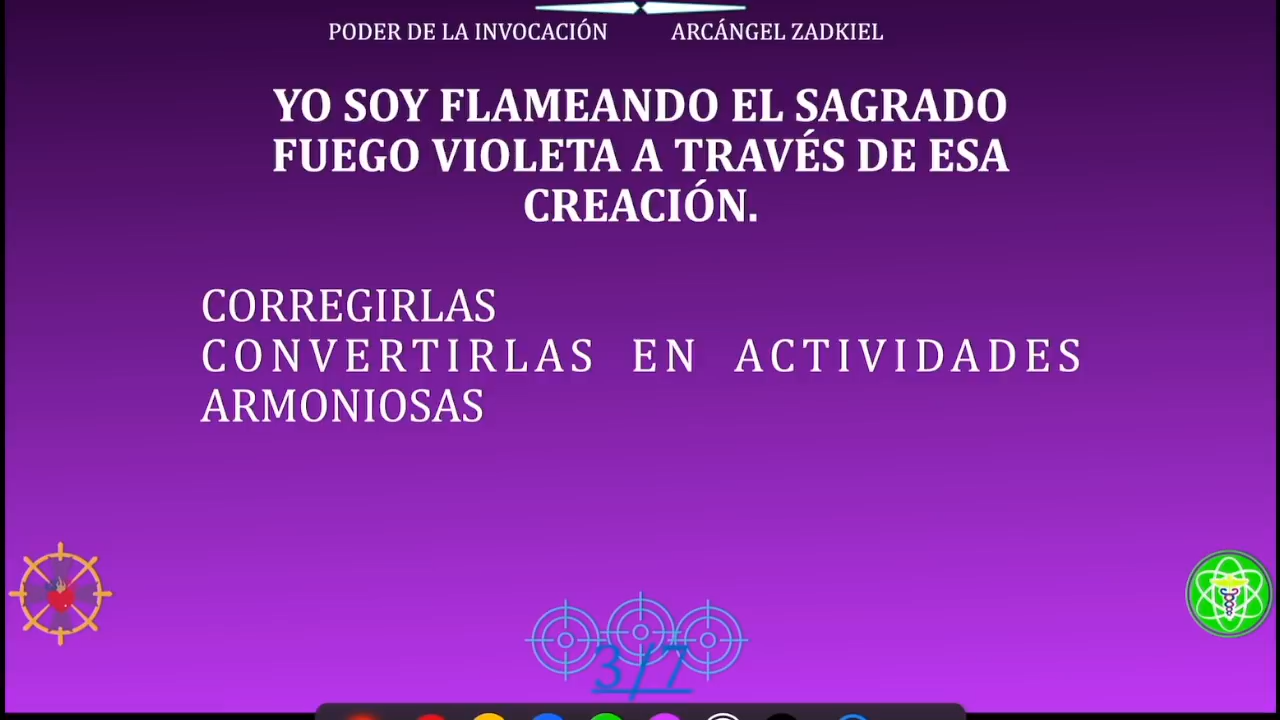 PODER DE LA INVOCACIÓN ARCÁNGEL ZADKIEL
YO SOY FLAMEANDO EL SAGRADO
FUEGO VIOLETA A TRAVÉS DE ESA
CREACIÓN.
CORREGIRLAS
CONVERTIRLAS EN ACTIVIDADES
ARMONIOSAS
3/7